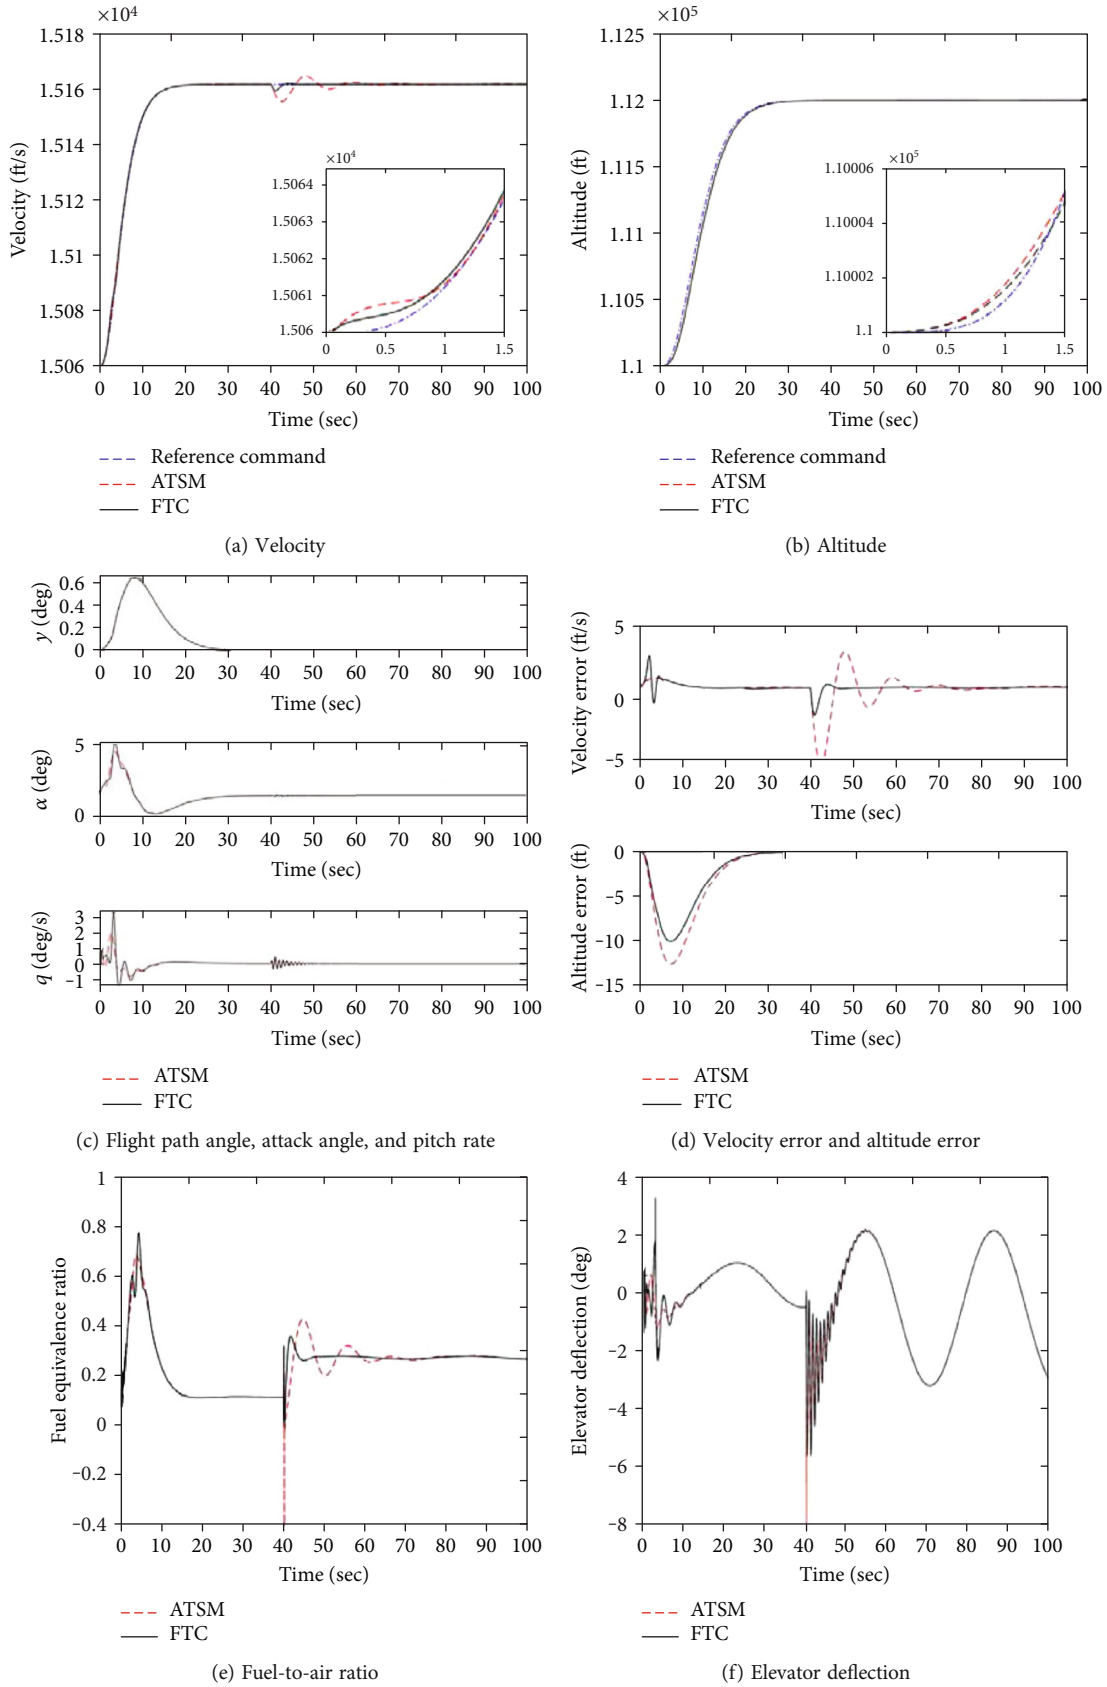 ×10⁴
1.518
1.516
1.514
1.512
1.51
1.508
1.506
Velocity (ft/s)
×10⁴
1.5064
1.5063
1.5062
1.5061
1.506
0 0.5 1 1.5
0 10 20 30 40 50 60 70 80 90 100
Time (sec)
Reference command
ATSM
FTC
(a) Velocity
×10⁵
1.125
1.12
1.115
1.11
1.105
1.1
Altitude (ft)
×10⁵
1.10006
1.10004
1.10002
1.1
0 0.5 1 1.5
0 10 20 30 40 50 60 70 80 90 100
Time (sec)
Reference command
ATSM
FTC
(b) Altitude
0.6
0.4
0.2
0
y (deg)
0 10 20 30 40 50 60 70 80 90 100
Time (sec)
5
0
α (deg)
0 10 20 30 40 50 60 70 80 90 100
Time (sec)
3
2
1
0
−1
q (deg/s)
0 10 20 30 40 50 60 70 80 90 100
Time (sec)
ATSM
FTC
(c) Flight path angle, attack angle, and pitch rate
5
0
−5
Velocity error (ft/s)
0 10 20 30 40 50 60 70 80 90 100
Time (sec)
0
−5
−10
−15
Altitude error (ft)
0 10 20 30 40 50 60 70 80 90 100
Time (sec)
ATSM
FTC
(d) Velocity error and altitude error
1
0.8
0.6
0.4
0.2
0
−0.2
−0.4
Fuel equivalence ratio
0 10 20 30 40 50 60 70 80 90 100
Time (sec)
ATSM
FTC
(e) Fuel-to-air ratio
4
2
0
−2
−4
−6
−8
Elevator deflection (deg)
0 10 20 30 40 50 60 70 80 90 100
Time (sec)
ATSM
FTC
(f) Elevator deflection